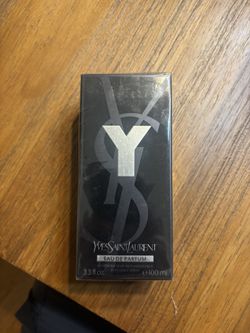 Y
YVESSAINTLAURENT
EAU DE PARFUM
3.3 fl.oz. e 100 ml